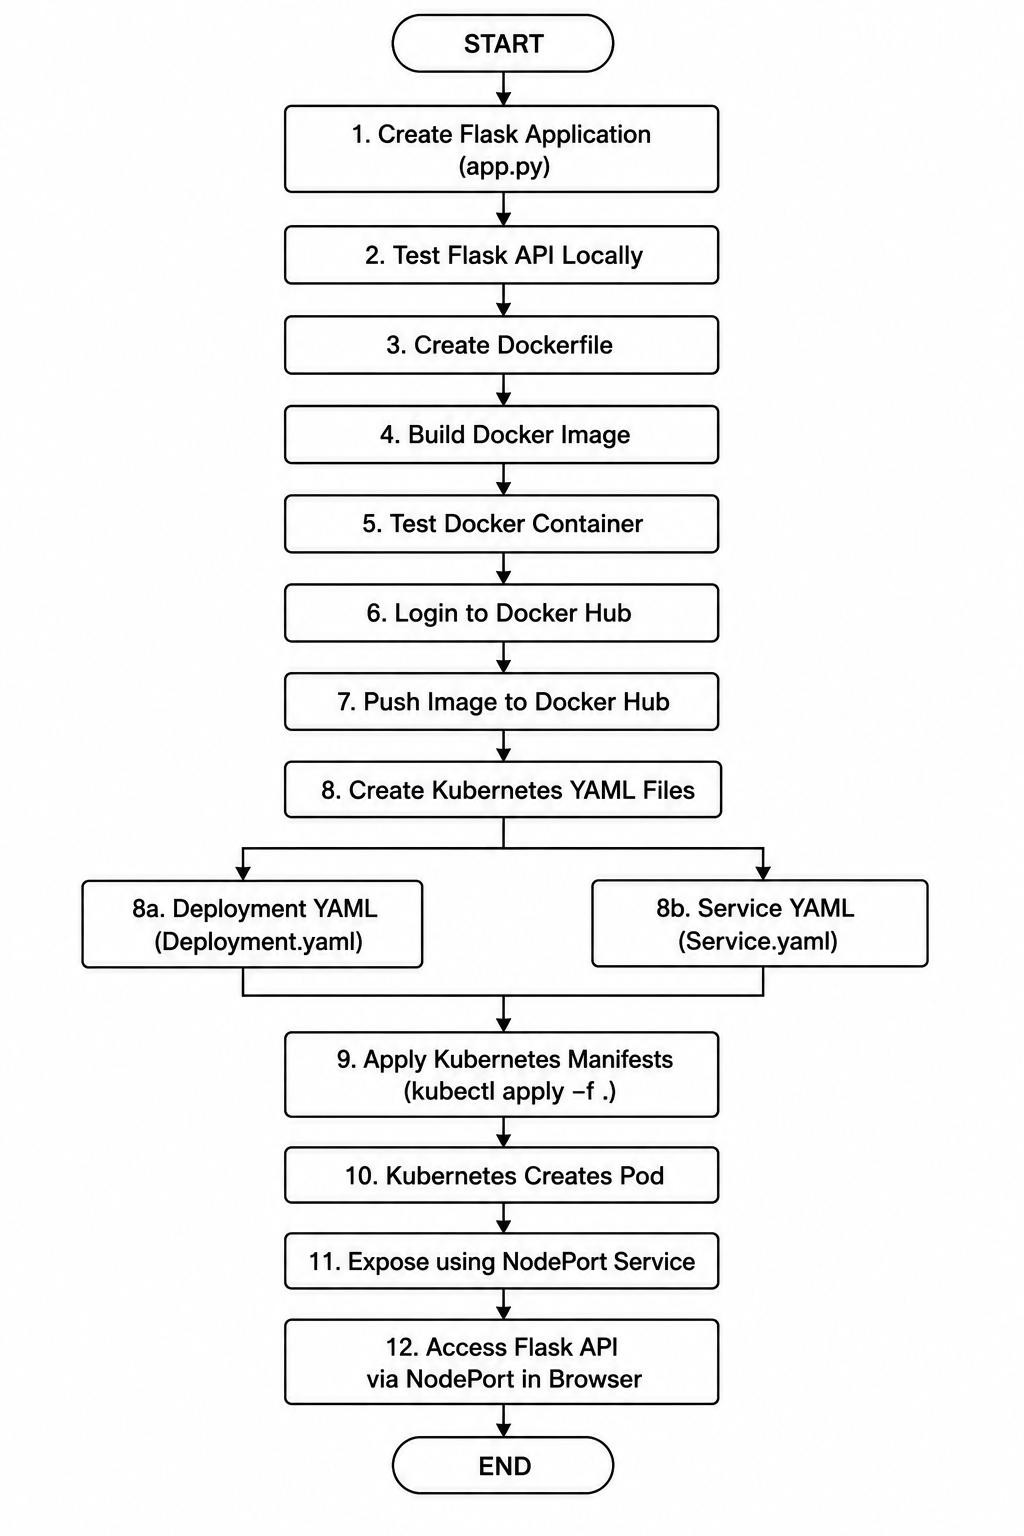 START
1. Create Flask Application
(app.py)
2. Test Flask API Locally
3. Create Dockerfile
4. Build Docker Image
5. Test Docker Container
6. Login to Docker Hub
7. Push Image to Docker Hub
8. Create Kubernetes YAML Files
8a. Deployment YAML
(Deployment.yaml)
8b. Service YAML
(Service.yaml)
9. Apply Kubernetes Manifests
(kubectl apply –f .)
10. Kubernetes Creates Pod
11. Expose using NodePort Service
12. Access Flask API
via NodePort in Browser
END